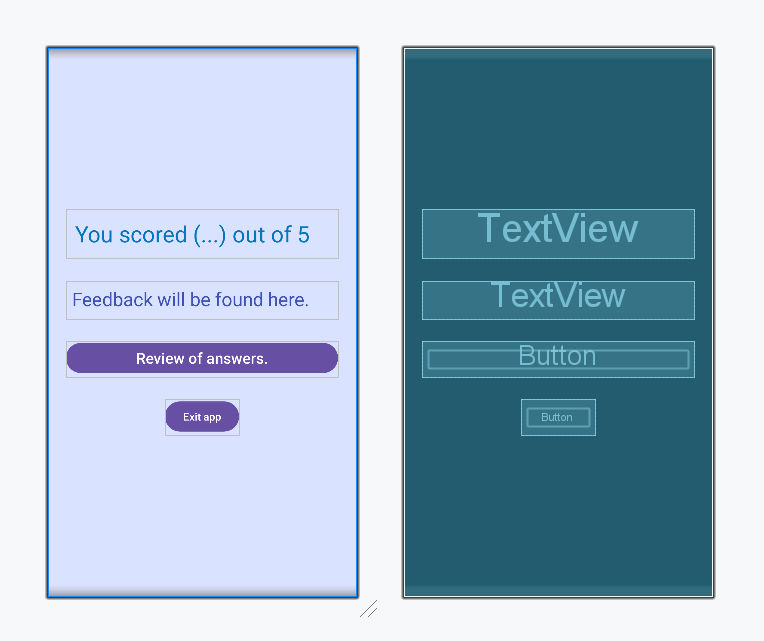 You scored (...) out of 5
Feedback will be found here.
Review of answers.
Exit app
TextView
TextView
Button
Button